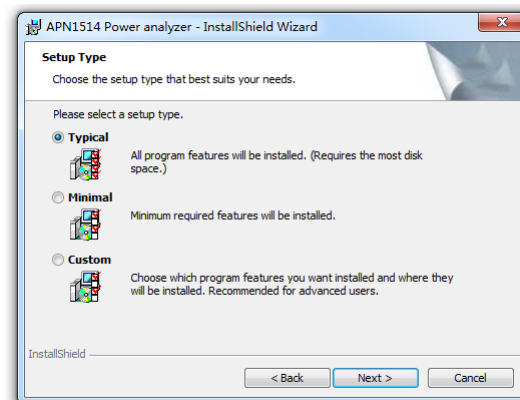 APN1514 Power analyzer - InstallShield Wizard
Setup Type
Choose the setup type that best suits your needs.
Please select a setup type.
Typical
All program features will be installed. (Requires the most disk
space.)
Minimal
Minimum required features will be installed.
Custom
Choose which program features you want installed and where they
will be installed. Recommended for advanced users.
InstallShield
< Back Next > Cancel